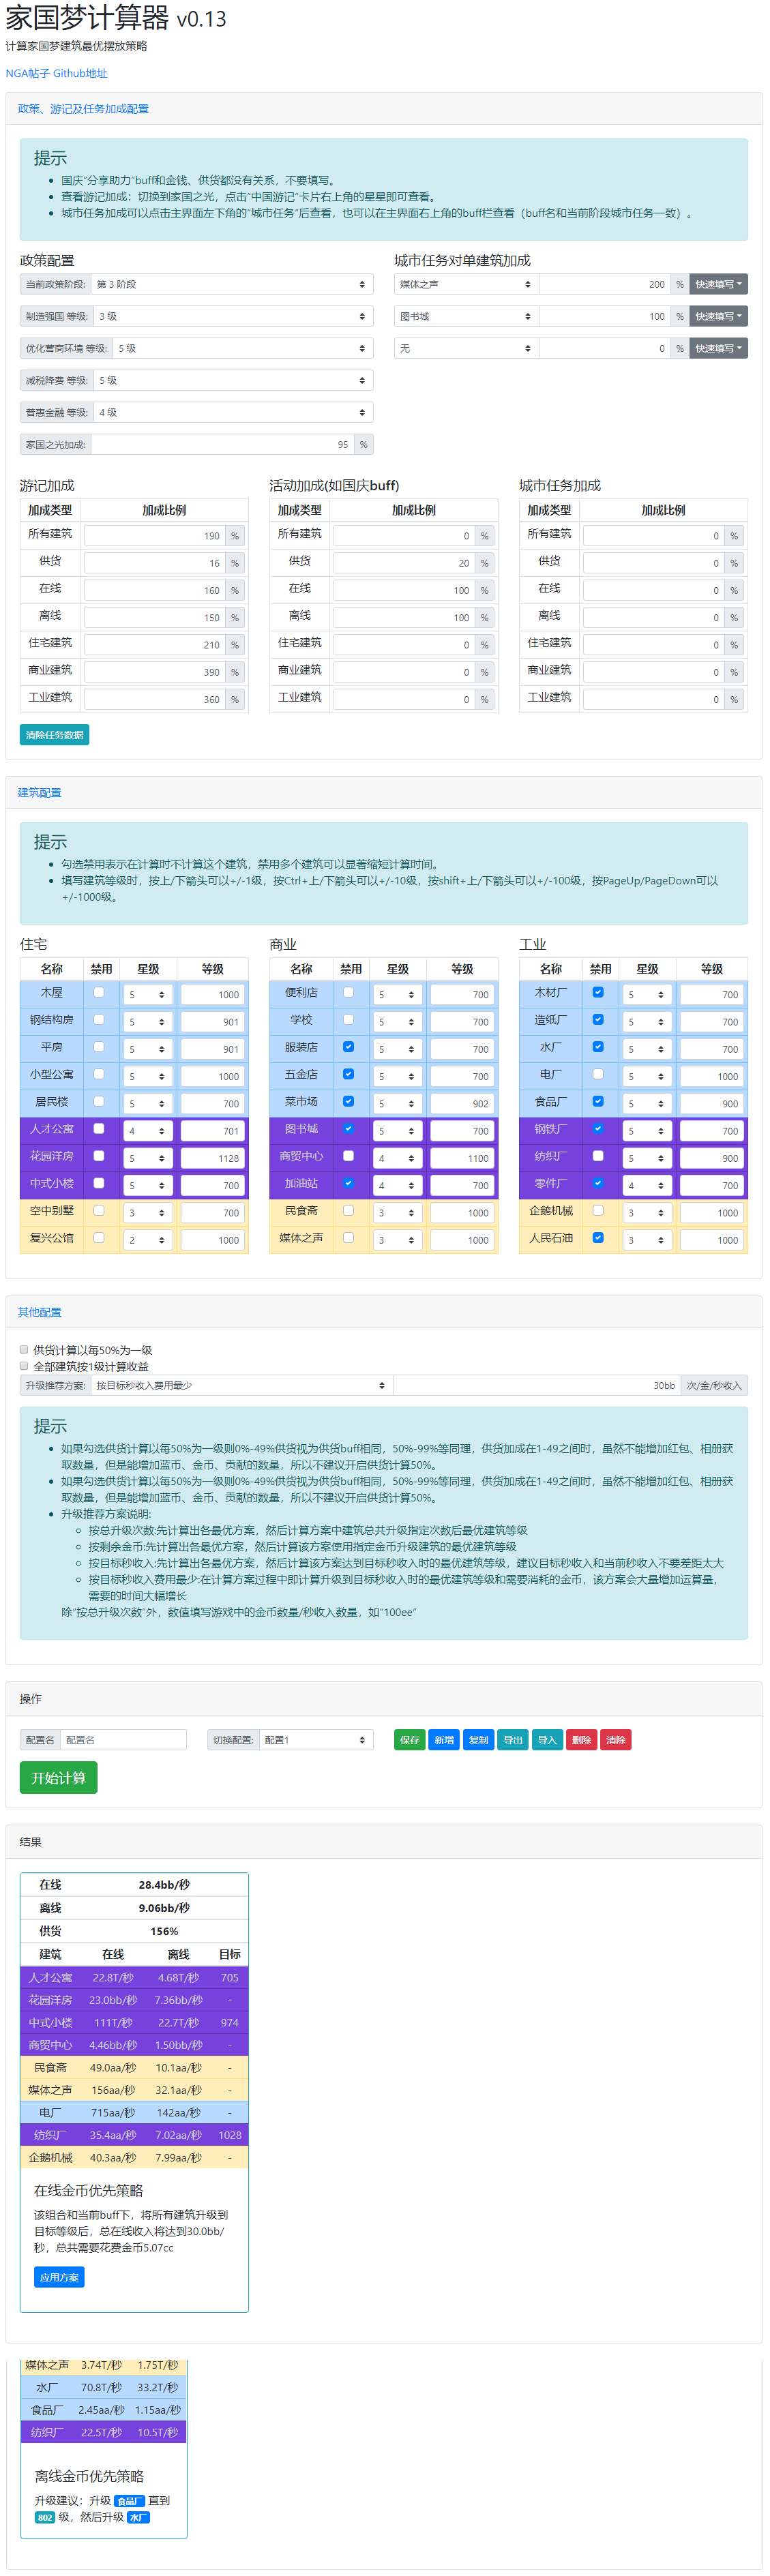 家国梦计算器 v0.13
计算家国梦建筑最优摆放策略
NGA帖子 Github地址
政策、游记及任务加成配置
提示
国庆“分享助力”buff和金钱、供货都没有关系，不要填写。
查看游记加成：切换到家国之光，点击“中国游记”卡片右上角的星星即可查看。
城市任务加成可以点击主界面左下角的“城市任务”后查看，也可以在主界面右上角的buff栏查看（buff名和当前阶段城市任务一致）。
政策配置
当前政策阶段: 第 3 阶段
制造强国 等级: 3 级
优化营商环境 等级: 5 级
减税降费 等级: 5 级
普惠金融 等级: 4 级
家国之光加成: 95 %
城市任务对单建筑加成
媒体之声 200 % 快速填写
图书城 100 % 快速填写
无 0 % 快速填写
游记加成
加成类型 加成比例
所有建筑 190 %
供货 16 %
在线 160 %
离线 150 %
住宅建筑 210 %
商业建筑 390 %
工业建筑 360 %
活动加成(如国庆buff)
加成类型 加成比例
所有建筑 0 %
供货 20 %
在线 100 %
离线 100 %
住宅建筑 0 %
商业建筑 0 %
工业建筑 0 %
城市任务加成
加成类型 加成比例
所有建筑 0 %
供货 0 %
在线 0 %
离线 0 %
住宅建筑 0 %
商业建筑 0 %
工业建筑 0 %
清除任务数据
建筑配置
提示
勾选禁用表示在计算时不计算这个建筑，禁用多个建筑可以显著缩短计算时间。
填写建筑等级时，按上/下箭头可以+/-1级，按Ctrl+上/下箭头可以+/-10级，按shift+上/下箭头可以+/-100级，按PageUp/PageDown可以
+/-1000级。
住宅
名称 禁用 星级 等级
木屋 5 1000
钢结构房 5 901
平房 5 901
小型公寓 5 1000
居民楼 5 700
人才公寓 4 701
花园洋房 5 1128
中式小楼 5 700
空中别墅 3 700
复兴公馆 2 1000
商业
名称 禁用 星级 等级
便利店 5 700
学校 5 700
服装店 5 700
五金店 5 700
菜市场 5 902
图书城 5 700
商贸中心 4 1100
加油站 4 700
民食斋 3 1000
媒体之声 3 1000
工业
名称 禁用 星级 等级
木材厂 5 700
造纸厂 5 700
水厂 5 700
电厂 5 1000
食品厂 5 900
钢铁厂 5 700
纺织厂 5 900
零件厂 4 700
企鹅机械 3 1000
人民石油 3 1000
其他配置
供货计算以每50%为一级
全部建筑按1级计算收益
升级推荐方案: 按目标秒收入费用最少 30bb 次/金/秒收入
提示
如果勾选供货计算以每50%为一级则0%-49%供货视为供货buff相同，50%-99%等同理，供货加成在1-49之间时，虽然不能增加红包、相册获
取数量，但是能增加蓝币、金币、贡献的数量，所以不建议开启供货计算50%。
如果勾选供货计算以每50%为一级则0%-49%供货视为供货buff相同，50%-99%等同理，供货加成在1-49之间时，虽然不能增加红包、相册获
取数量，但是能增加蓝币、金币、贡献的数量，所以不建议开启供货计算50%。
升级推荐方案说明:
按总升级次数:先计算出各最优方案，然后计算方案中建筑总共升级指定次数后最优建筑等级
按剩余金币:先计算出各最优方案，然后计算该方案使用指定金币升级建筑的最优建筑等级
按目标秒收入:先计算出各最优方案，然后计算该方案达到目标秒收入时的最优建筑等级，建议目标秒收入和当前秒收入不要差距太大
按目标秒收入费用最少:在计算方案过程中即计算升级到目标秒收入时的最优建筑等级和需要消耗的金币，该方案会大量增加运算量，
需要的时间大幅增长
除“按总升级次数”外，数值填写游戏中的金币数量/秒收入数量，如“100ee”
操作
配置名 配置名 切换配置: 配置1 保存 新增 复制 导出 导入 删除 清除
开始计算
结果
在线 28.4bb/秒
离线 9.06bb/秒
供货 156%
建筑 在线 离线 目标
人才公寓 22.8T/秒 4.68T/秒 705
花园洋房 23.0bb/秒 7.36bb/秒 -
中式小楼 111T/秒 22.7T/秒 974
商贸中心 4.46bb/秒 1.50bb/秒 -
民食斋 49.0aa/秒 10.1aa/秒 -
媒体之声 156aa/秒 32.1aa/秒 -
电厂 715aa/秒 142aa/秒 -
纺织厂 35.4aa/秒 7.02aa/秒 1028
企鹅机械 40.3aa/秒 7.99aa/秒 -
在线金币优先策略
该组合和当前buff下，将所有建筑升级到
目标等级后，总在线收入将达到30.0bb/
秒，总共需要花费金币5.07cc
应用方案
媒体之声 3.74T/秒 1.75T/秒
水厂 70.8T/秒 33.2T/秒
食品厂 2.45aa/秒 1.15aa/秒
纺织厂 22.5T/秒 10.5T/秒
离线金币优先策略
升级建议：升级 食品厂 直到
802 级，然后升级 水厂